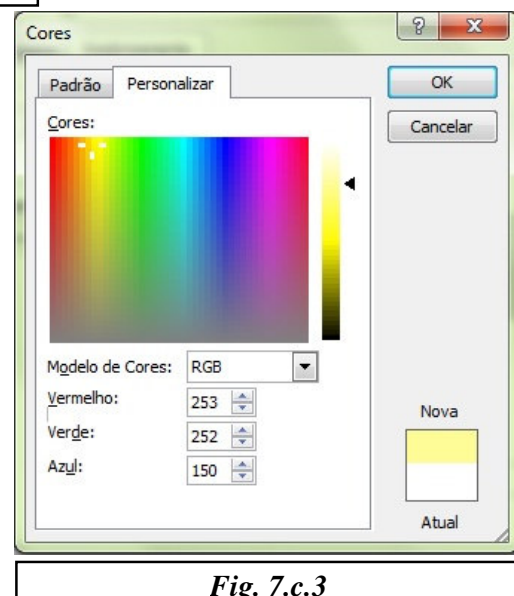 Cores
Padrão Personalizar
OK
Cores:
Cancelar
Modelo de Cores: RGB
Vermelho: 253
Verde: 252
Azul: 150
Nova
Atual
Fig. 7.c.3